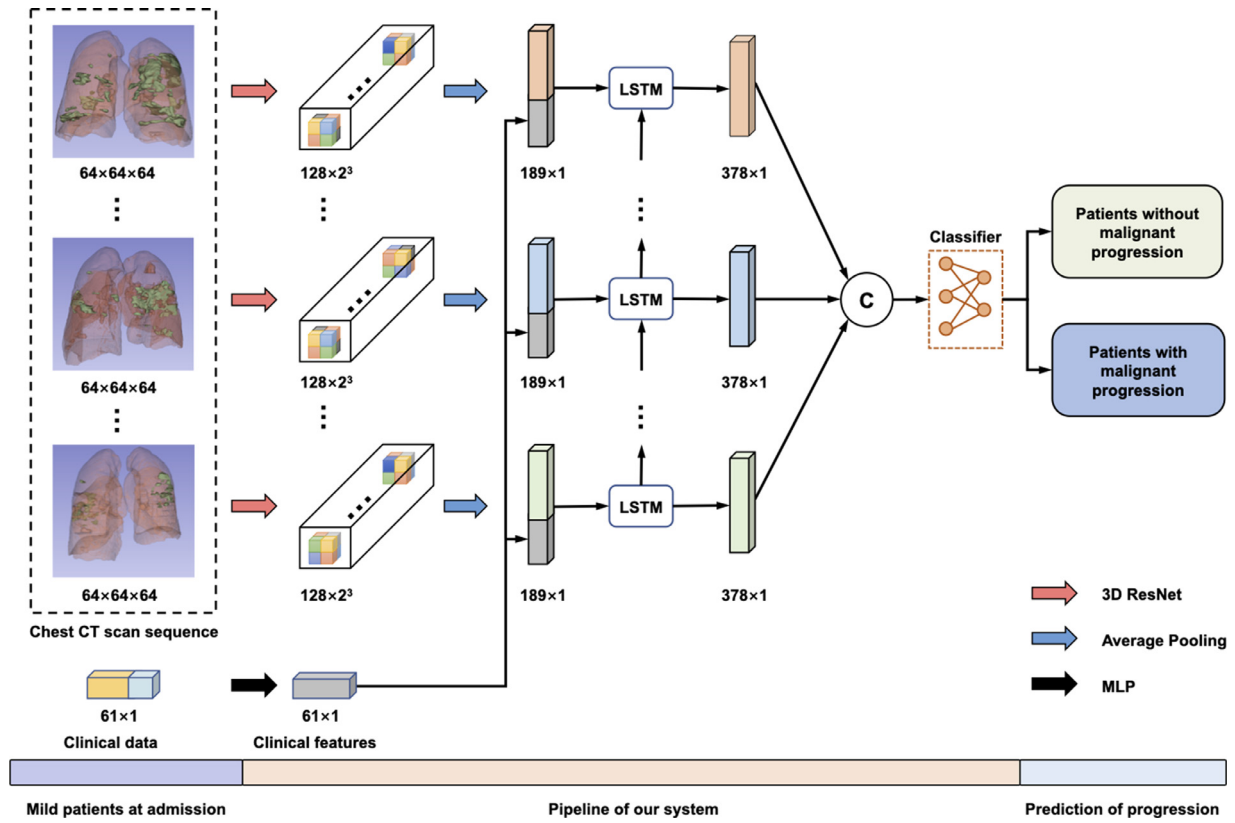 64×64×64
128×2³
189×1
LSTM
378×1
64×64×64
128×2³
189×1
LSTM
378×1
C
Classifier
Patients without
malignant
progression
Patients with
malignant
progression
64×64×64
128×2³
189×1
LSTM
378×1
Chest CT scan sequence
3D ResNet
Average Pooling
MLP
61×1
61×1
Clinical data
Clinical features
Mild patients at admission
Pipeline of our system
Prediction of progression